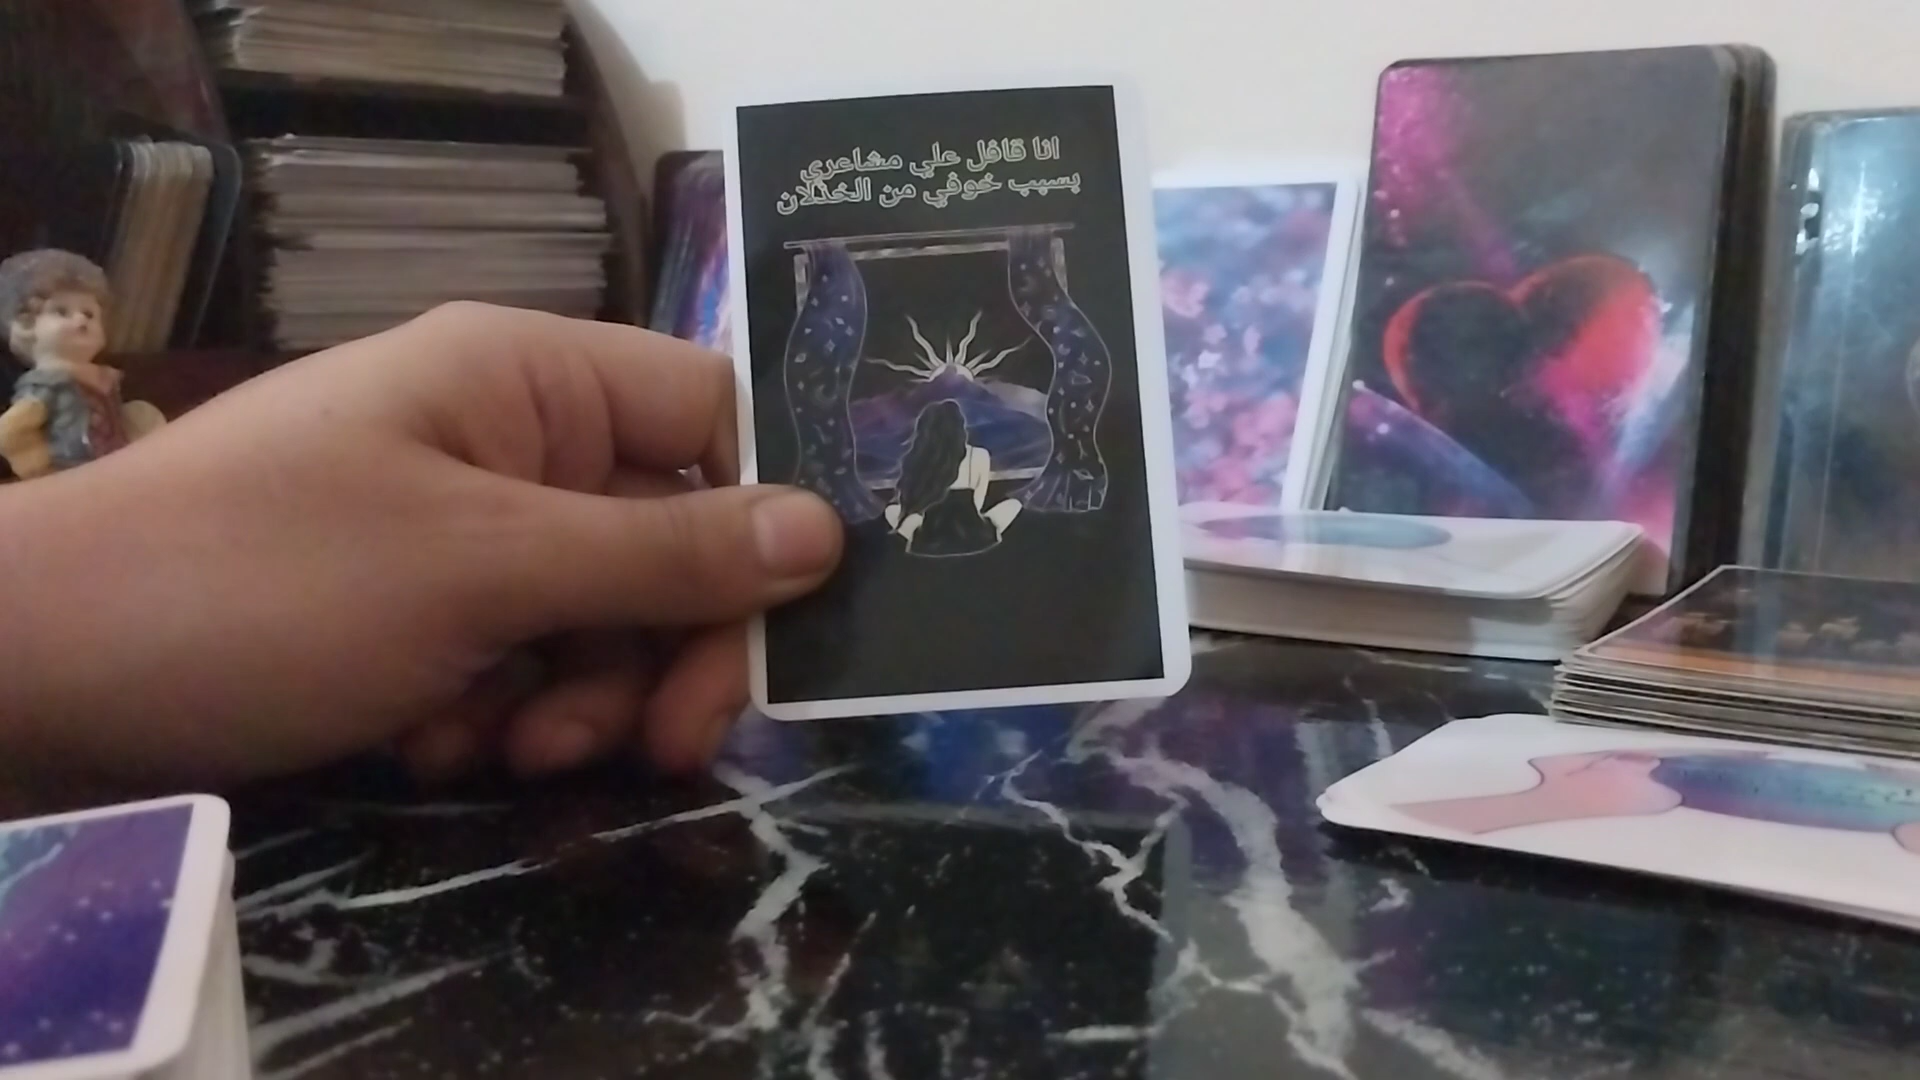 انا قافل علي مشاعري
بسبب خوفي من الخذلان